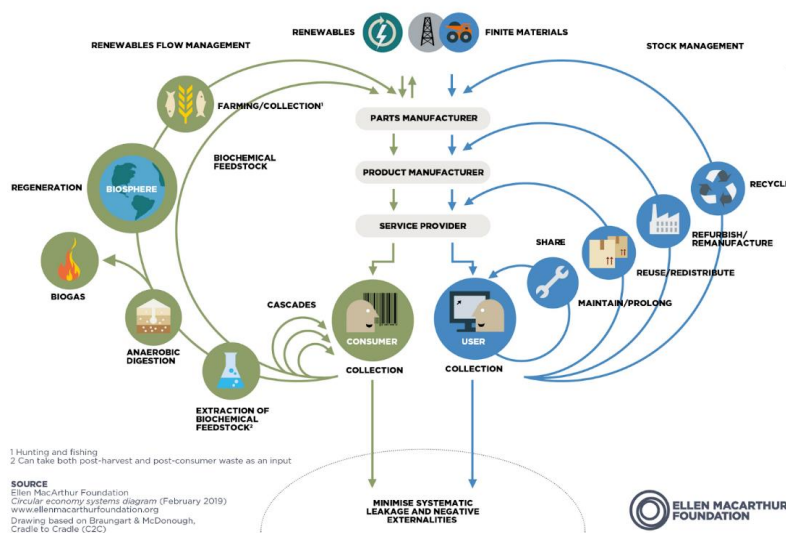 RENEWABLES
FINITE MATERIALS
RENEWABLES FLOW MANAGEMENT
STOCK MANAGEMENT
FARMING/COLLECTION¹
PARTS MANUFACTURER
BIOCHEMICAL
FEEDSTOCK
PRODUCT MANUFACTURER
REGENERATION
BIOSPHERE
RECYCLE
SERVICE PROVIDER
REFURBISH/
REMANUFACTURE
SHARE
REUSE/REDISTRIBUTE
BIOGAS
CASCADES
MAINTAIN/PROLONG
CONSUMER
USER
ANAEROBIC
DIGESTION
COLLECTION
COLLECTION
EXTRACTION OF
BIOCHEMICAL
FEEDSTOCK²
1 Hunting and fishing
2 Can take both post-harvest and post-consumer waste as an input
SOURCE
Ellen MacArthur Foundation
Circular economy systems diagram (February 2019)
www.ellenmacarthurfoundation.org
Drawing based on Braungart & McDonough,
Cradle to Cradle (C2C)
MINIMISE SYSTEMATIC
LEAKAGE AND NEGATIVE
EXTERNALITIES
ELLEN MACARTHUR
FOUNDATION